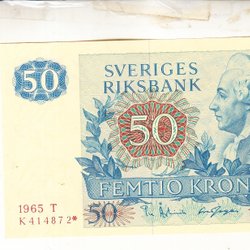 50
SVERIGES
RIKSBANK
50
FEMTIO KRON
1965 T
K414872*
50